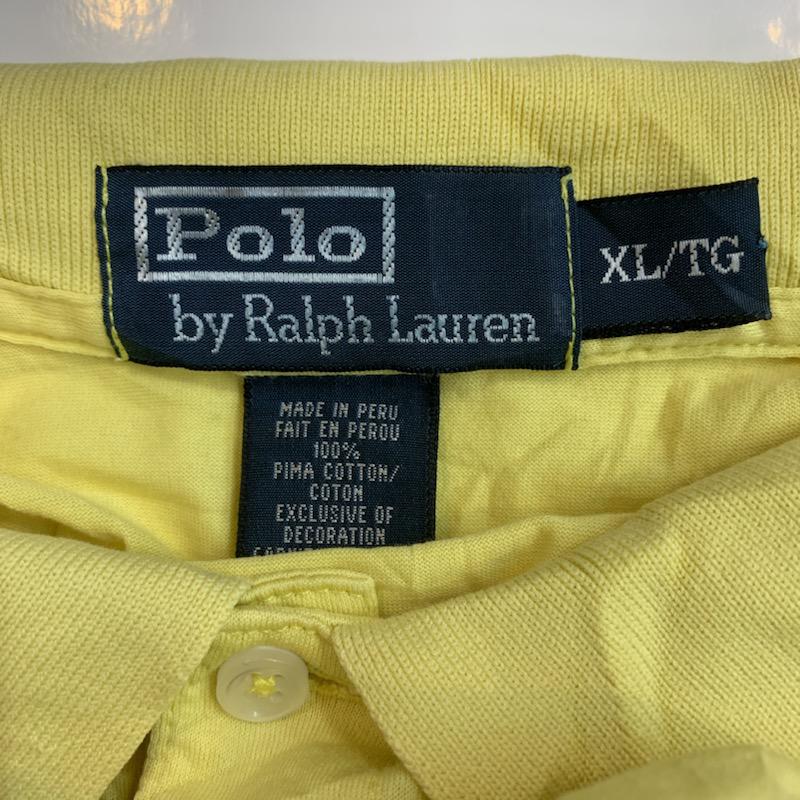 Polo
by Ralph Lauren
XL/TG
MADE IN PERU
FAIT EN PEROU
100%
PIMA COTTON/
COTON
EXCLUSIVE OF
DECORATION